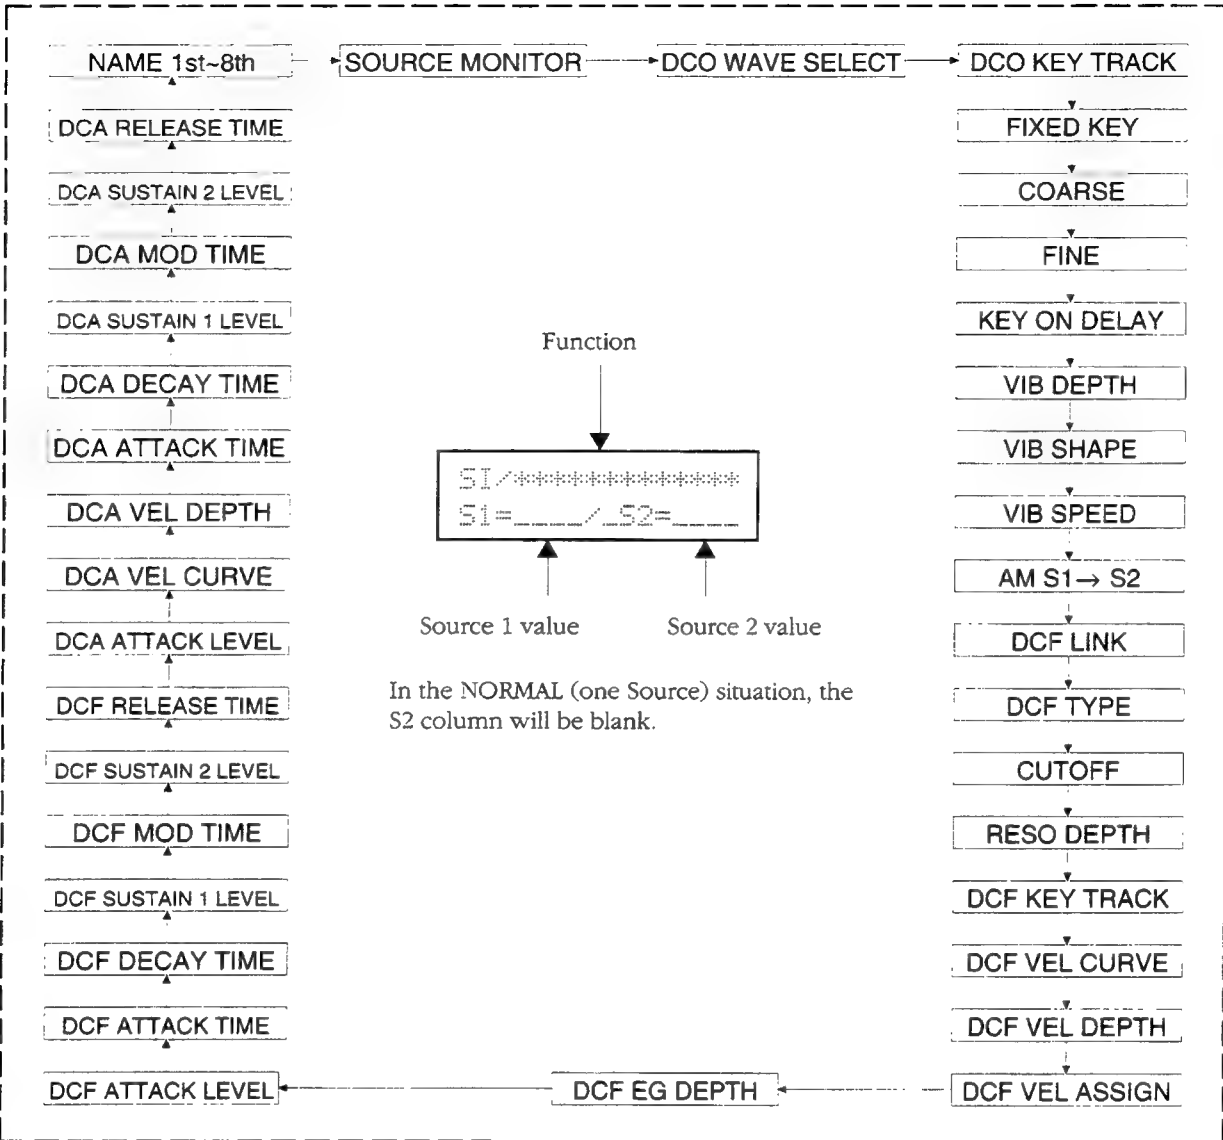 NAME 1st~8th
SOURCE MONITOR
DCO WAVE SELECT
DCO KEY TRACK
FIXED KEY
COARSE
FINE
KEY ON DELAY
VIB DEPTH
VIB SHAPE
VIB SPEED
AM S1→ S2
DCF LINK
DCF TYPE
CUTOFF
RESO DEPTH
DCF KEY TRACK
DCF VEL CURVE
DCF VEL DEPTH
DCF VEL ASSIGN
DCF EG DEPTH
DCF ATTACK LEVEL
DCF ATTACK TIME
DCF DECAY TIME
DCF SUSTAIN 1 LEVEL
DCF MOD TIME
DCF SUSTAIN 2 LEVEL
DCF RELEASE TIME
DCA ATTACK LEVEL
DCA VEL CURVE
DCA VEL DEPTH
DCA ATTACK TIME
DCA DECAY TIME
DCA SUSTAIN 1 LEVEL
DCA MOD TIME
DCA SUSTAIN 2 LEVEL
DCA RELEASE TIME
Function
SI/*************
S1=____/_S2=____
Source 1 value
Source 2 value
In the NORMAL (one Source) situation, the
S2 column will be blank.